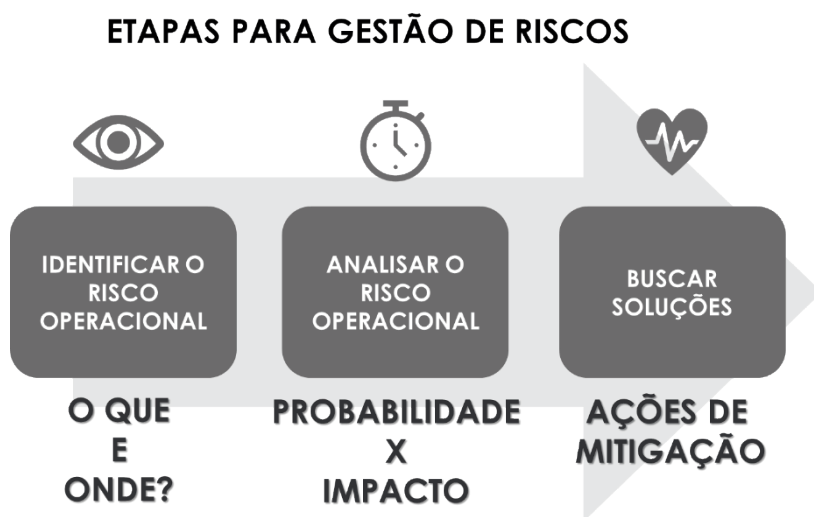 ETAPAS PARA GESTÃO DE RISCOS
IDENTIFICAR O
RISCO
OPERACIONAL
O QUE
E
ONDE?
ANALISAR O
RISCO
OPERACIONAL
PROBABILIDADE
X
IMPACTO
BUSCAR
SOLUÇÕES
AÇÕES DE
MITIGAÇÃO